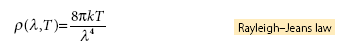 ρ(λ,T)=8πkT/λ⁴
Rayleigh–Jeans law